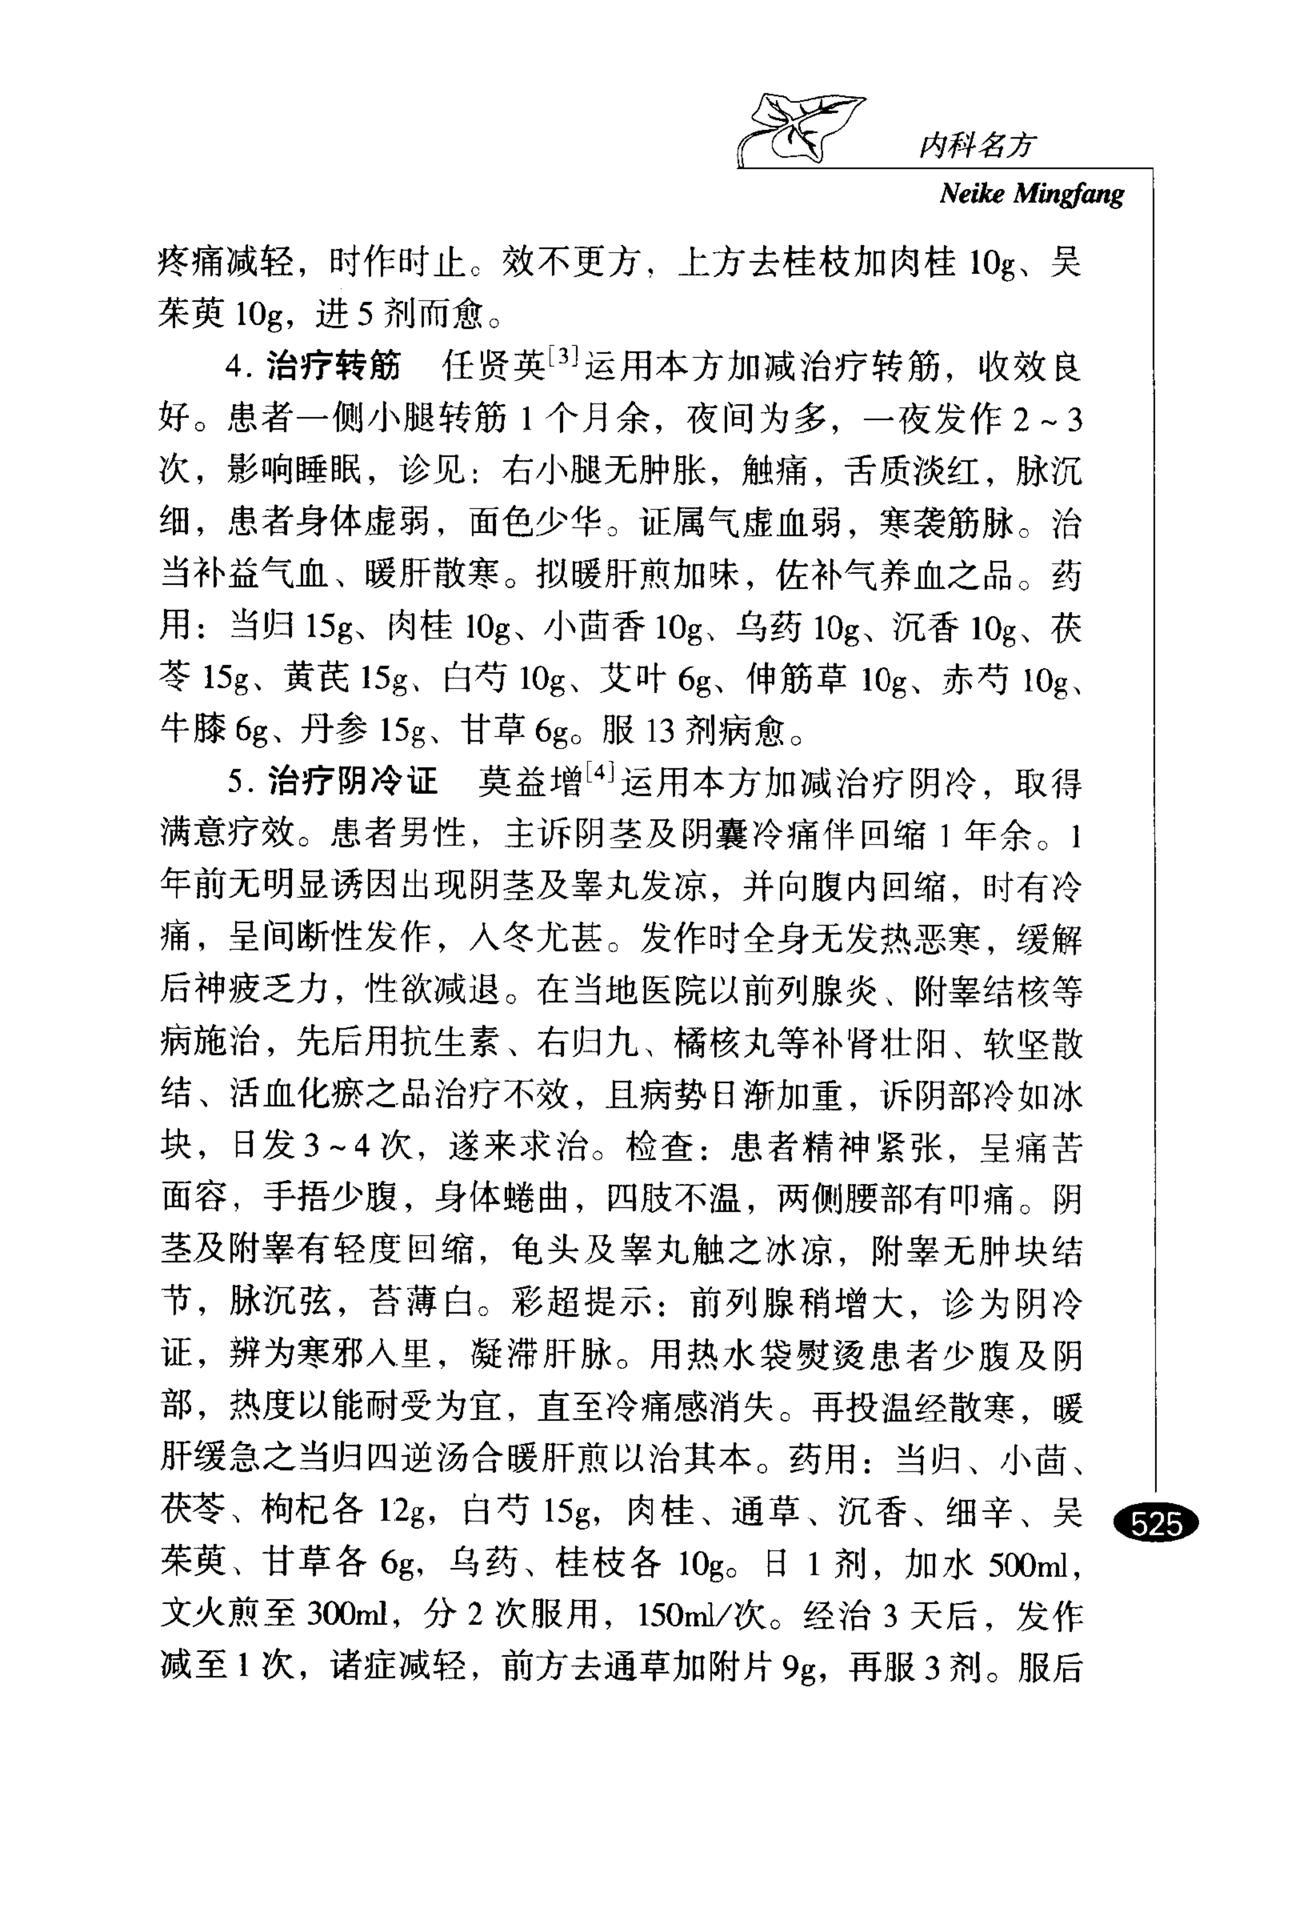 内科名方
Neike Mingfang
疼痛减轻，时作时止。效不更方，上方去桂枝加肉桂 10g、吴
茱萸 10g，进 5 剂而愈。
4. 治疗转筋　任贤英[3]运用本方加减治疗转筋，收效良
好。患者一侧小腿转筋 1 个月余，夜间为多，一夜发作 2～3
次，影响睡眠，诊见：右小腿无肿胀，触痛，舌质淡红，脉沉
细，患者身体虚弱，面色少华。证属气虚血弱，寒袭筋脉。治
当补益气血、暖肝散寒。拟暖肝煎加味，佐补气养血之品。药
用：当归 15g、肉桂 10g、小茴香 10g、乌药 10g、沉香 10g、茯
苓 15g、黄芪 15g、白芍 10g、艾叶 6g、伸筋草 10g、赤芍 10g、
牛膝 6g、丹参 15g、甘草 6g。服 13 剂病愈。
5. 治疗阴冷证　莫益增[4]运用本方加减治疗阴冷，取得
满意疗效。患者男性，主诉阴茎及阴囊冷痛伴回缩 1 年余。1
年前无明显诱因出现阴茎及睾丸发凉，并向腹内回缩，时有冷
痛，呈间断性发作，入冬尤甚。发作时全身无发热恶寒，缓解
后神疲乏力，性欲减退。在当地医院以前列腺炎、附睾结核等
病施治，先后用抗生素、右归九、橘核丸等补肾壮阳、软坚散
结、活血化瘀之品治疗不效，且病势日渐加重，诉阴部冷如冰
块，日发 3～4 次，遂来求治。检查：患者精神紧张，呈痛苦
面容，手捂少腹，身体蜷曲，四肢不温，两侧腰部有叩痛。阴
茎及附睾有轻度回缩，龟头及睾丸触之冰凉，附睾无肿块结
节，脉沉弦，苔薄白。彩超提示：前列腺稍增大，诊为阴冷
证，辨为寒邪入里，凝滞肝脉。用热水袋熨烫患者少腹及阴
部，热度以能耐受为宜，直至冷痛感消失。再投温经散寒，暖
肝缓急之当归四逆汤合暖肝煎以治其本。药用：当归、小茴、
茯苓、枸杞各 12g，白芍 15g，肉桂、通草、沉香、细辛、吴
茱萸、甘草各 6g，乌药、桂枝各 10g。日 1 剂，加水 500ml，
文火煎至 300ml，分 2 次服用，150ml/次。经治 3 天后，发作
减至 1 次，诸症减轻，前方去通草加附片 9g，再服 3 剂。服后
525